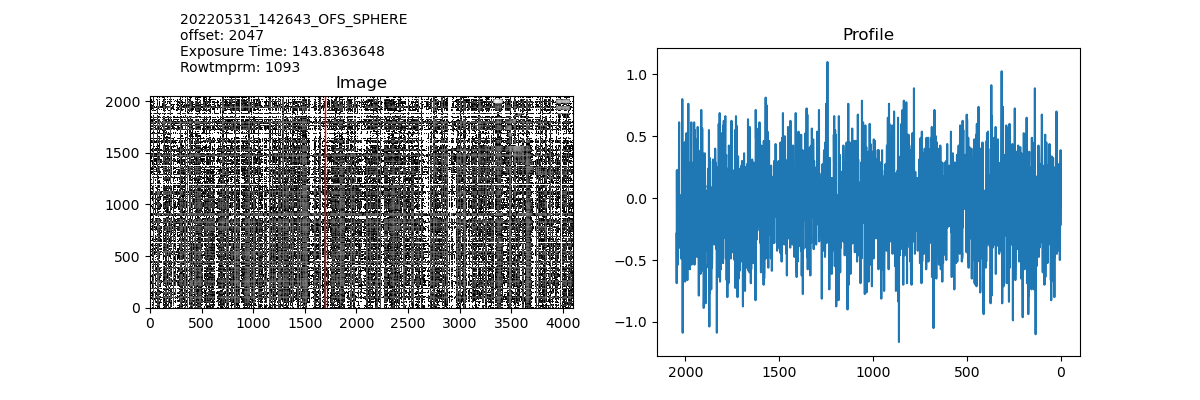 20220531_142643_OFS_SPHERE
offset: 2047
Exposure Time: 143.8363648
Rowtmprm: 1093
Image
2000
1500
1000
500
0
0 500 1000 1500 2000 2500 3000 3500 4000
Profile
1.0
0.5
0.0
−0.5
−1.0
2000 1500 1000 500 0